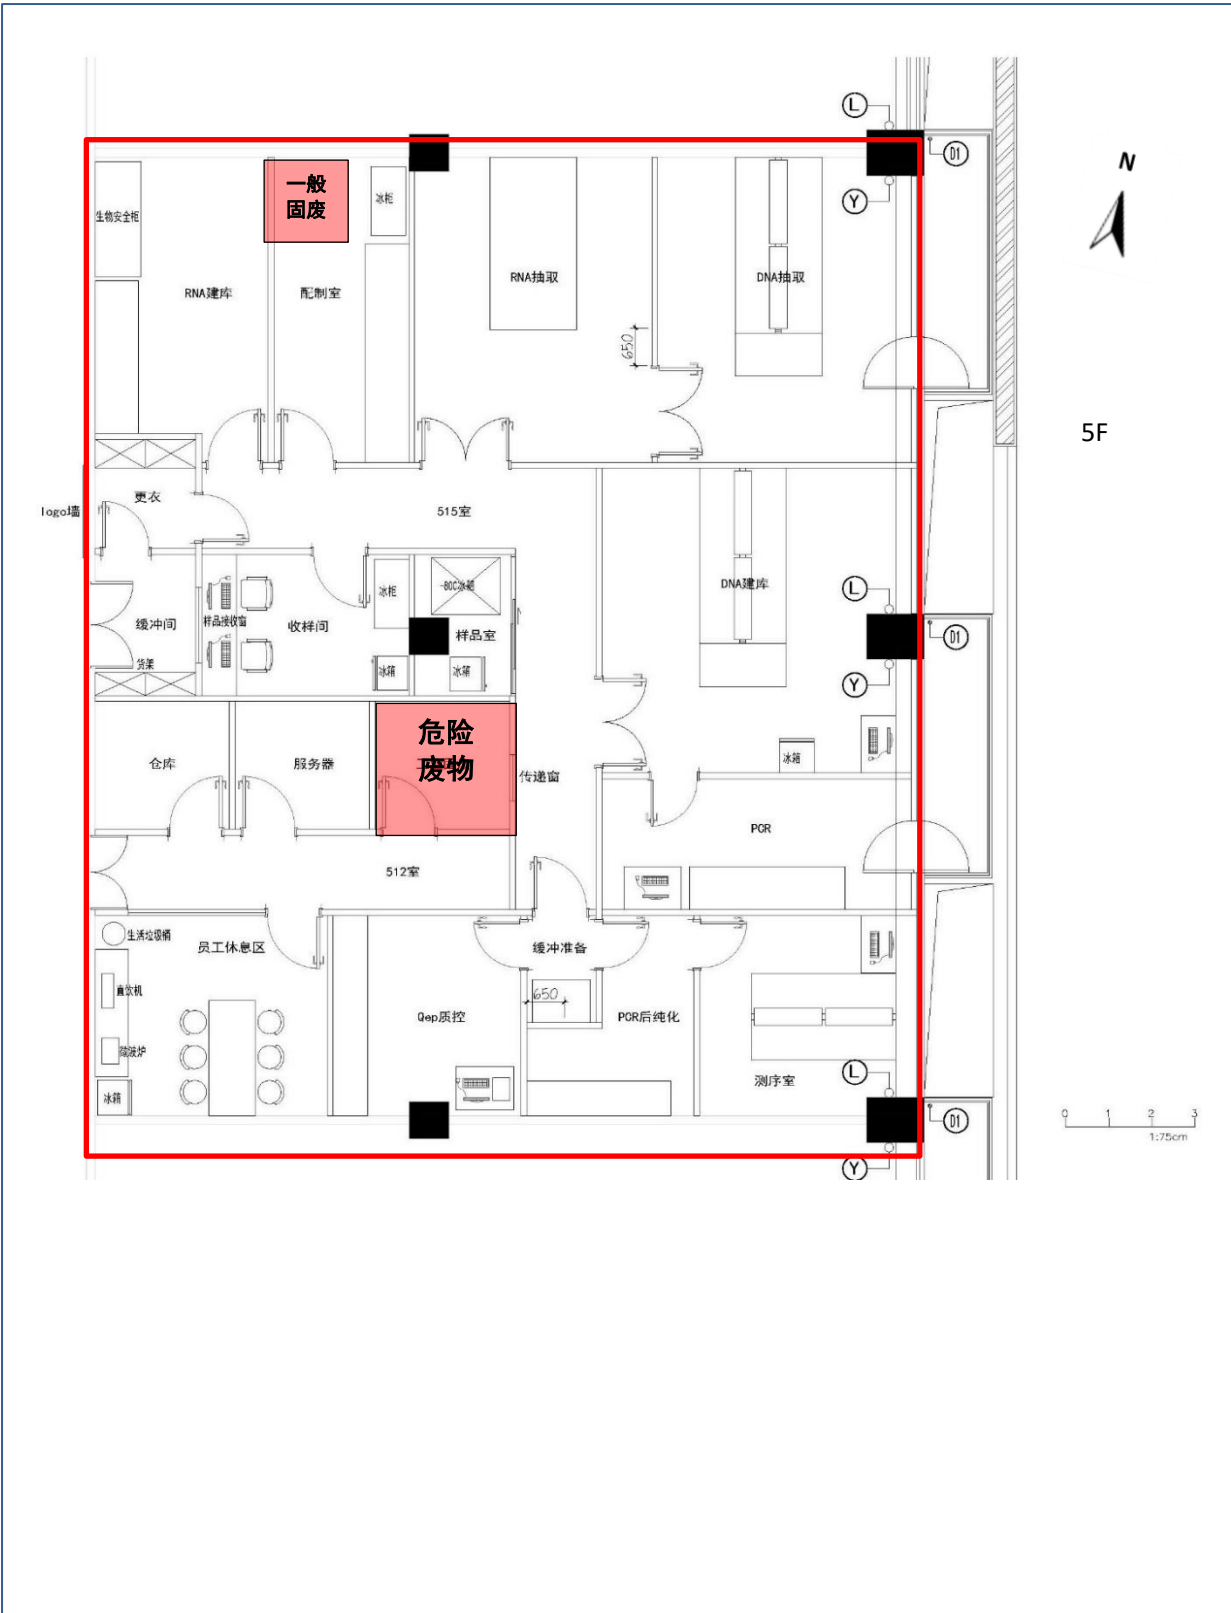 L
D1
N
Y
一般
固废
冰柜
生物安全柜
RNA抽取
DNA抽取
RNA建库
配制室
650
5F
更衣
logo墙
515室
-80C冰箱
冰柜
DNA建库
L
样品接收窗
缓冲间
收样间
样品室
D1
货架
冰箱
冰箱
Y
危险
废物
仓库
服务器
传递窗
冰箱
PCR
512室
生活垃圾桶
员工休息区
缓冲准备
直饮机
650
Qep质控
PCR后纯化
微波炉
测序室
L
冰箱
D1
0 1 2 3
1:75cm
Y